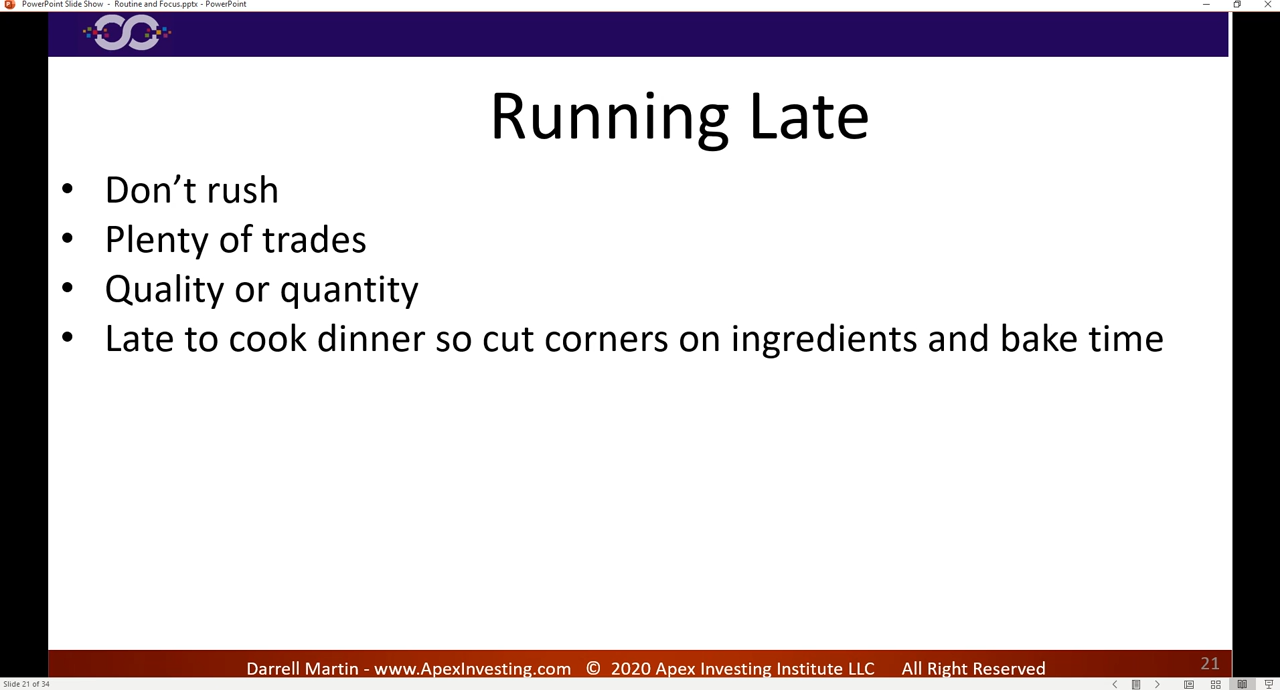 PowerPoint Slide Show - Routine and Focus.pptx - PowerPoint
Running Late
• Don’t rush
• Plenty of trades
• Quality or quantity
• Late to cook dinner so cut corners on ingredients and bake time
Darrell Martin - www.ApexInvesting.com © 2020 Apex Investing Institute LLC All Right Reserved
21
Slide 21 of 34